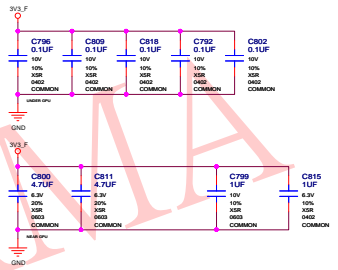 3V3_F
C796 C809 C818 C792 C802
0.1UF 0.1UF 0.1UF 0.1UF 0.1UF
10V 10V 10V 10V 10V
10% 10% 10% 10% 10%
X5R X5R X5R X5R X5R
0402 0402 0402 0402 0402
COMMON COMMON COMMON COMMON COMMON
UNDER GPU
GND
3V3_F
C800 C811 C799 C815
4.7UF 4.7UF 1UF 1UF
6.3V 6.3V 10V 6.3V
20% 20% 10% 10%
X5R X5R X5R X5R
0603 0603 0603 0402
COMMON COMMON COMMON COMMON
NEAR GPU
GND